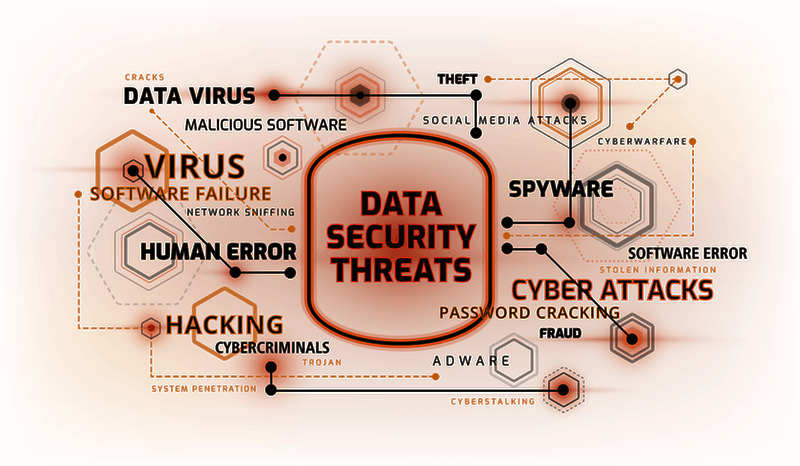 CRACKS
THEFT
DATA VIRUS
MALICIOUS SOFTWARE
SOCIAL MEDIA ATTACKS
CYBERWARFARE
VIRUS
SOFTWARE FAILURE
SPYWARE
NETWORK SNIFFING
DATA
SECURITY
THREATS
HUMAN ERROR
SOFTWARE ERROR
STOLEN INFORMATION
CYBER ATTACKS
PASSWORD CRACKING
HACKING
FRAUD
CYBERCRIMINALS
TROJAN
ADWARE
SYSTEM PENETRATION
CYBERSTALKING